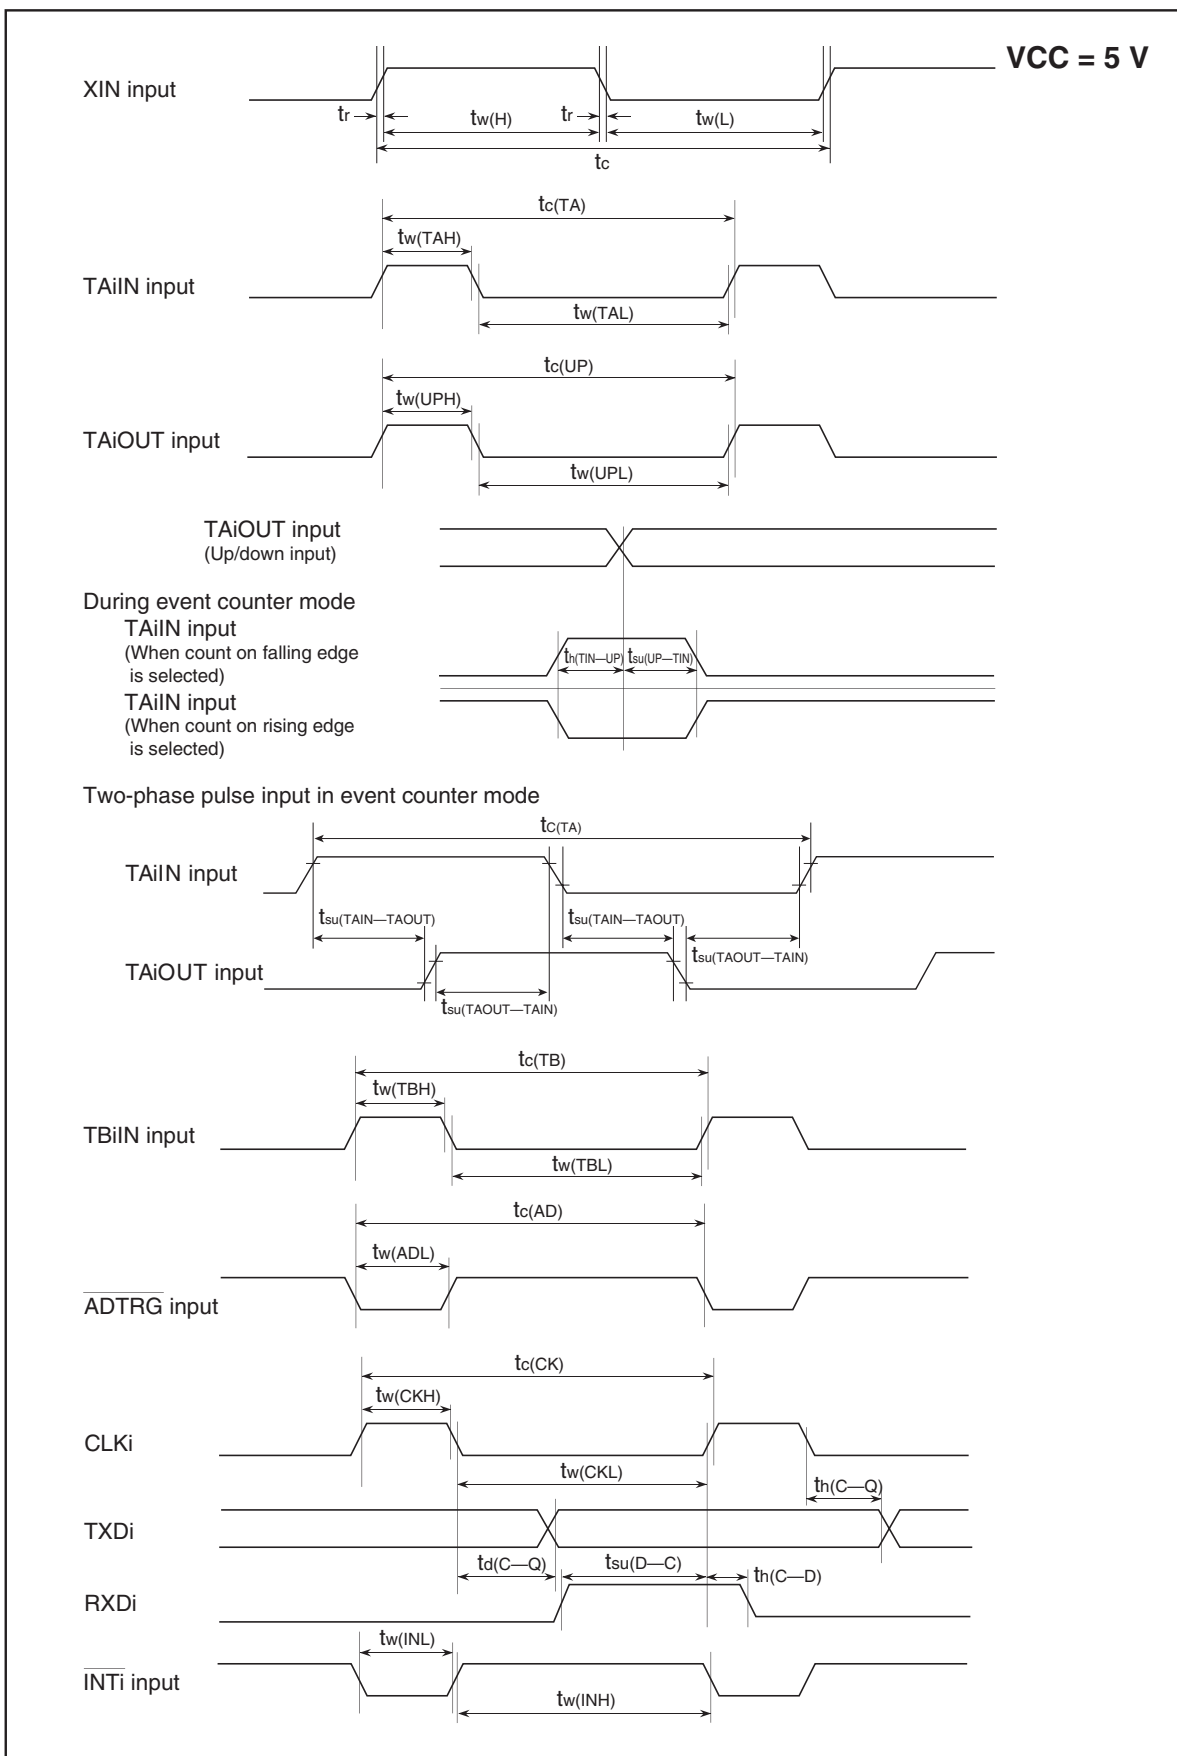 VCC = 5 V
XIN input
tr
tw(H)
tr
tw(L)
tc
tc(TA)
tw(TAH)
TAiIN input
tw(TAL)
tc(UP)
tw(UPH)
TAiOUT input
tw(UPL)
TAiOUT input
(Up/down input)
During event counter mode
TAiIN input
(When count on falling edge
is selected)
th(TIN—UP)
tsu(UP—TIN)
TAiIN input
(When count on rising edge
is selected)
Two-phase pulse input in event counter mode
tC(TA)
TAiIN input
tsu(TAIN—TAOUT)
tsu(TAIN—TAOUT)
tsu(TAOUT—TAIN)
TAiOUT input
tsu(TAOUT—TAIN)
tc(TB)
tw(TBH)
TBiIN input
tw(TBL)
tc(AD)
tw(ADL)
ADTRG input
tc(CK)
tw(CKH)
CLKi
tw(CKL)
th(C—Q)
TXDi
td(C—Q)
tsu(D—C)
th(C—D)
RXDi
tw(INL)
INTi input
tw(INH)